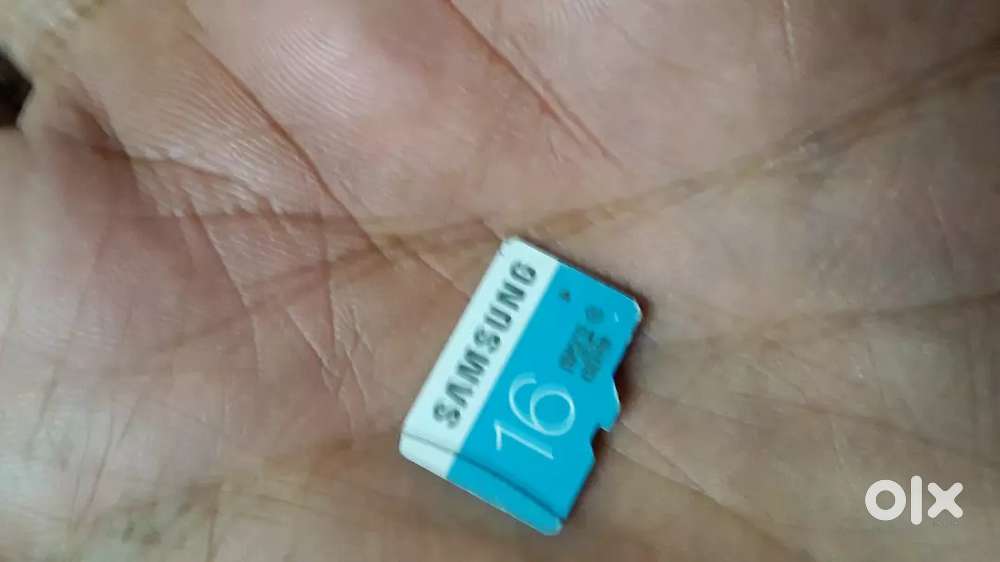 SAMSUNG
16
OLX